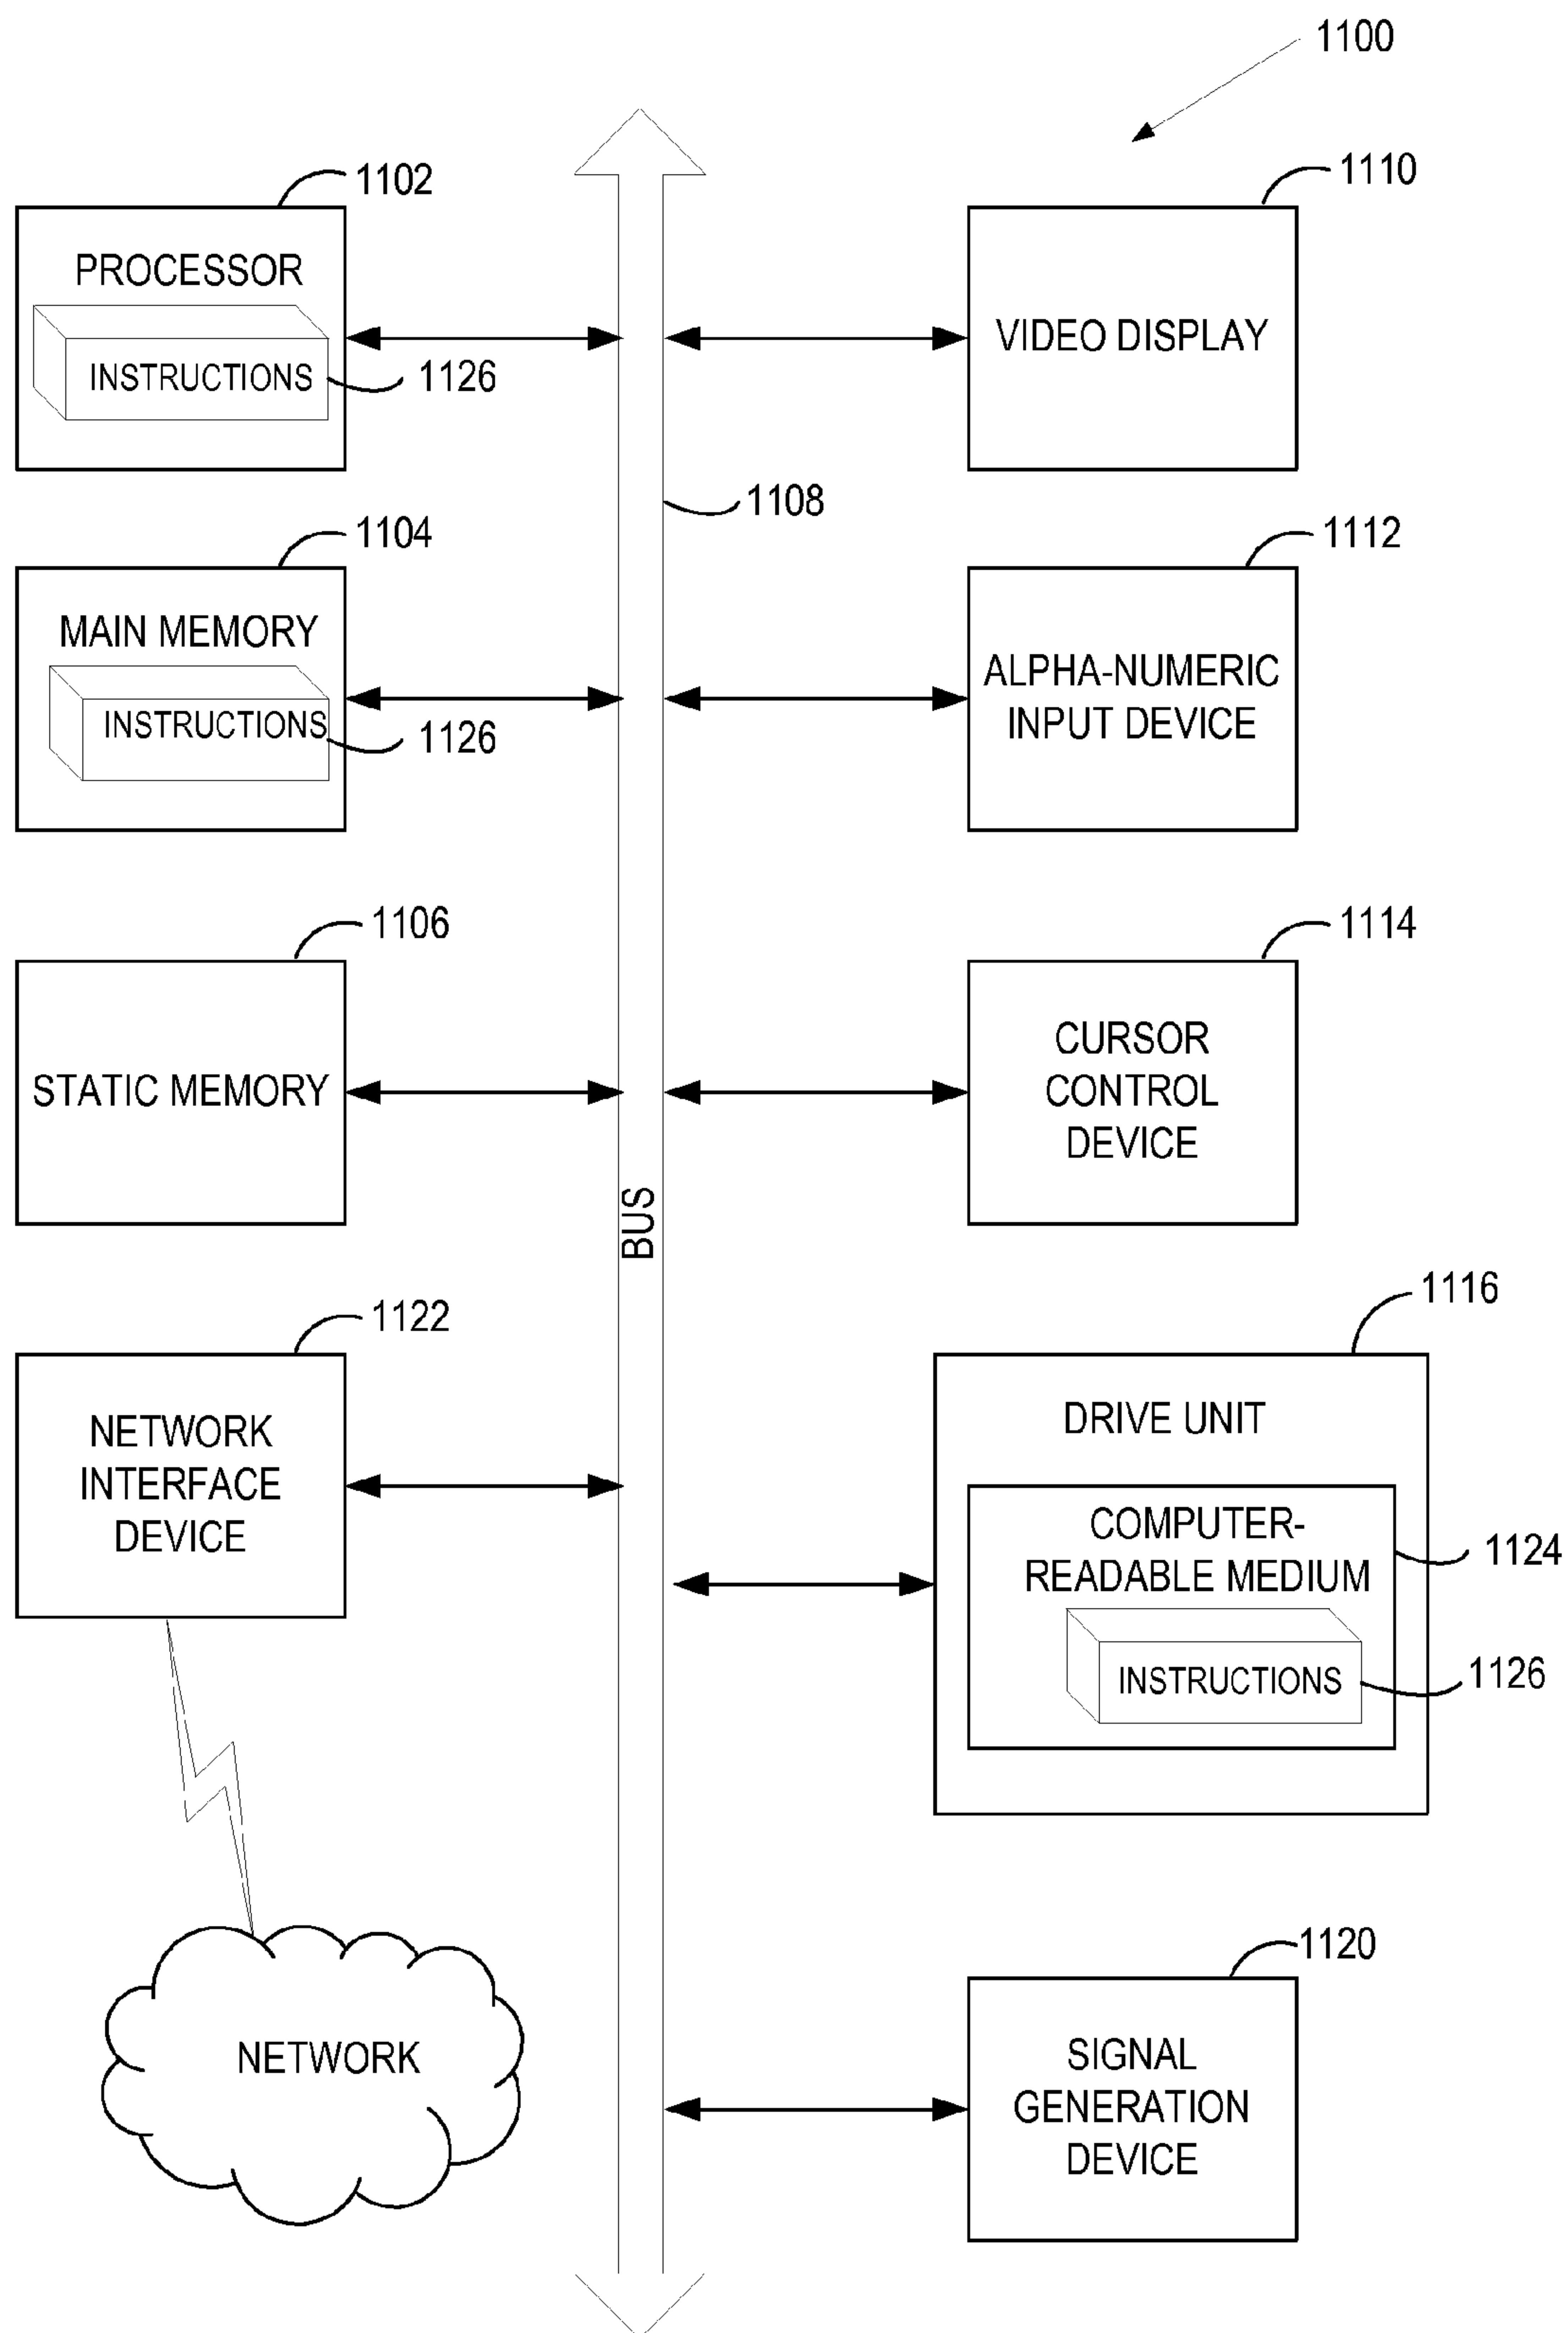 1100
1102
PROCESSOR
INSTRUCTIONS
1126
1110
VIDEO DISPLAY
1108
1104
MAIN MEMORY
INSTRUCTIONS
1126
1112
ALPHA-NUMERIC
INPUT DEVICE
1106
STATIC MEMORY
1114
CURSOR
CONTROL
DEVICE
BUS
1122
NETWORK
INTERFACE
DEVICE
1116
DRIVE UNIT
COMPUTER-
READABLE MEDIUM
1124
INSTRUCTIONS
1126
NETWORK
1120
SIGNAL
GENERATION
DEVICE